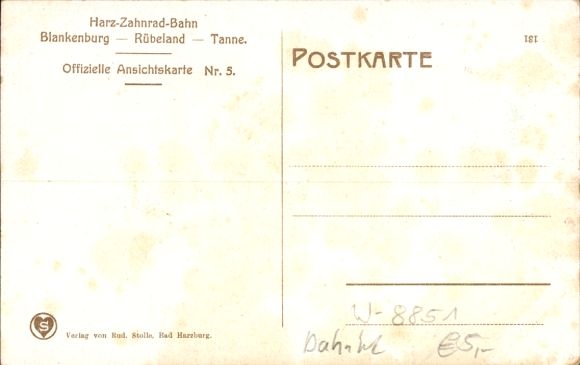 Harz-Zahnrad-Bahn
Blankenburg — Rübeland — Tanne.
Offizielle Ansichtskarte Nr. 5.
POSTKARTE
181
W-8851
€5,-
S
Verlag von Rud. Stolle, Bad Harzburg.